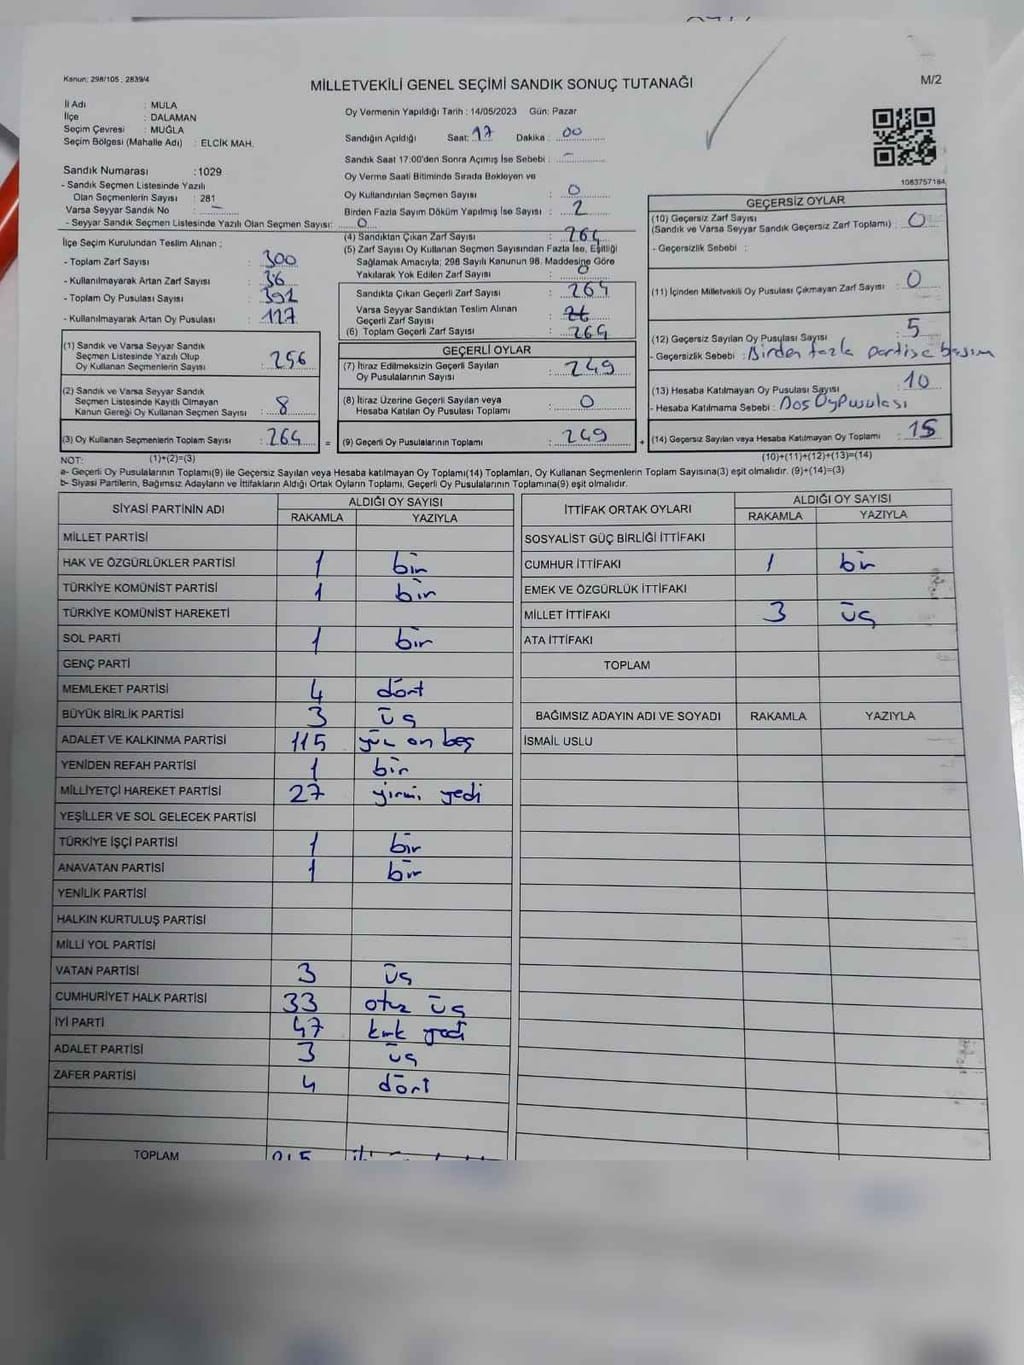 Kanun: 298/105 ; 2839/4
MİLLETVEKİLİ GENEL SEÇİMİ SANDIK SONUÇ TUTANAĞI
M/2
İl Adı : MULA
İlçe : DALAMAN
Seçim Çevresi : MUĞLA
Seçim Bölgesi (Mahalle Adı) : ELCİK MAH.
Sandık Numarası : 1029
- Sandık Seçmen Listesinde Yazılı
Olan Seçmenlerin Sayısı : 281
Varsa Seyyar Sandık No : –
- Seyyar Sandık Seçmen Listesinde Yazılı Olan Seçmen Sayısı: 0
Oy Vermenin Yapıldığı Tarih : 14/05/2023 Gün: Pazar
Sandığın Açıldığı Saat: 17 Dakika : 00
Sandık Saat 17:00'den Sonra Açımış İse Sebebi : –
Oy Verme Saati Bitiminde Sırada Bekleyen ve
Oy Kullandırılan Seçmen Sayısı : 0
Birden Fazla Sayım Döküm Yapılmış İse Sayısı : 2
1083757184
İlçe Seçim Kurulundan Teslim Alınan :
- Toplam Zarf Sayısı : 300
- Kullanılmayarak Artan Zarf Sayısı : 36
- Toplam Oy Pusulası Sayısı : 391
- Kullanılmayarak Artan Oy Pusulası : 127
(1) Sandık ve Varsa Seyyar Sandık
Seçmen Listesinde Yazılı Olup
Oy Kullanan Seçmen Sayısı : 256
(2) Sandık ve Varsa Seyyar Sandık
Seçmen Listesinde Kayıtlı Olmayan
Kanun Gereği Oy Kullanan Seçmen Sayısı : 8
(3) Oy Kullanan Seçmenlerin Toplam Sayısı : 264
(4) Sandıktan Çıkan Zarf Sayısı : 264
(5) Zarf Sayısı Oy Kullanan Seçmen Sayısından Fazla İse, Eşitliği
Sağlamak Amacıyla; 298 Sayılı Kanunun 98. Maddesine Göre
Yakılarak Yok Edilen Zarf Sayısı : 0
Sandıkta Çıkan Geçerli Zarf Sayısı : 264
Varsa Seyyar Sandıktan Teslim Alınan
Geçerli Zarf Sayısı :
(6) Toplam Geçerli Zarf Sayısı : 264
GEÇERLİ OYLAR
(7) İtiraz Edilmeksizin Geçerli Sayılan
Oy Pusulalarının Sayısı : 249
(8) İtiraz Üzerine Geçerli Sayılan veya
Hesaba Katılan Oy Pusulası Toplamı : 0
= (9) Geçerli Oy Pusulalarının Toplamı : 249
GEÇERSİZ OYLAR
(10) Geçersiz Zarf Sayısı
(Sandık ve Varsa Seyyar Sandık Geçersiz Zarf Toplamı) : 0
- Geçersizlik Sebebi :
(11) İçinden Milletvekili Oy Pusulası Çıkmayan Zarf Sayısı : 0
(12) Geçersiz Sayılan Oy Pusulası Sayısı : 5
- Geçersizlik Sebebi : Birden fazla partiye basım
(13) Hesaba Katılmayan Oy Pusulası Sayısı : 10
- Hesaba Katılmama Sebebi : Boş Oy Pusulası
+ (14) Geçersiz Sayılan veya Hesaba Katılmayan Oy Toplamı : 15
NOT: (1)+(2)=(3)
(10)+(11)+(12)+(13)=(14)
a- Geçerli Oy Pusulalarının Toplamı(9) ile Geçersiz Sayılan veya Hesaba katılmayan Oy Toplamı(14) Toplamları, Oy Kullanan Seçmenlerin Toplam Sayısına(3) eşit olmalıdır. (9)+(14)=(3)
b- Siyasi Partilerin, Bağımsız Adayların ve İttifakların Aldığı Ortak Oyların Toplamı, Geçerli Oy Pusulalarının Toplamına(9) eşit olmalıdır.
SİYASİ PARTİNİN ADI
ALDIĞI OY SAYISI
RAKAMLA YAZIYLA
MİLLET PARTİSİ
HAK VE ÖZGÜRLÜKLER PARTİSİ 1 bir
TÜRKİYE KOMÜNİST PARTİSİ 1 bir
TÜRKİYE KOMÜNİST HAREKETİ
SOL PARTİ 1 bir
GENÇ PARTİ
MEMLEKET PARTİSİ 4 dört
BÜYÜK BİRLİK PARTİSİ 3 üç
ADALET VE KALKINMA PARTİSİ 115 yüz on beş
YENİDEN REFAH PARTİSİ 1 bir
MİLLİYETÇİ HAREKET PARTİSİ 27 yirmi yedi
YEŞİLLER VE SOL GELECEK PARTİSİ
TÜRKİYE İŞÇİ PARTİSİ 1 bir
ANAVATAN PARTİSİ 1 bir
YENİLİK PARTİSİ
HALKIN KURTULUŞ PARTİSİ
MİLLİ YOL PARTİSİ
VATAN PARTİSİ 3 üç
CUMHURİYET HALK PARTİSİ 33 otuz üç
İYİ PARTİ 47 kırk yedi
ADALET PARTİSİ 3 üç
ZAFER PARTİSİ 4 dört
TOPLAM
İTTİFAK ORTAK OYLARI
ALDIĞI OY SAYISI
RAKAMLA YAZIYLA
SOSYALİST GÜÇ BİRLİĞİ İTTİFAKI
CUMHUR İTTİFAKI 1 bir
EMEK VE ÖZGÜRLÜK İTTİFAKI
MİLLET İTTİFAKI 3 üç
ATA İTTİFAKI
TOPLAM
BAĞIMSIZ ADAYIN ADI VE SOYADI RAKAMLA YAZIYLA
İSMAİL USLU